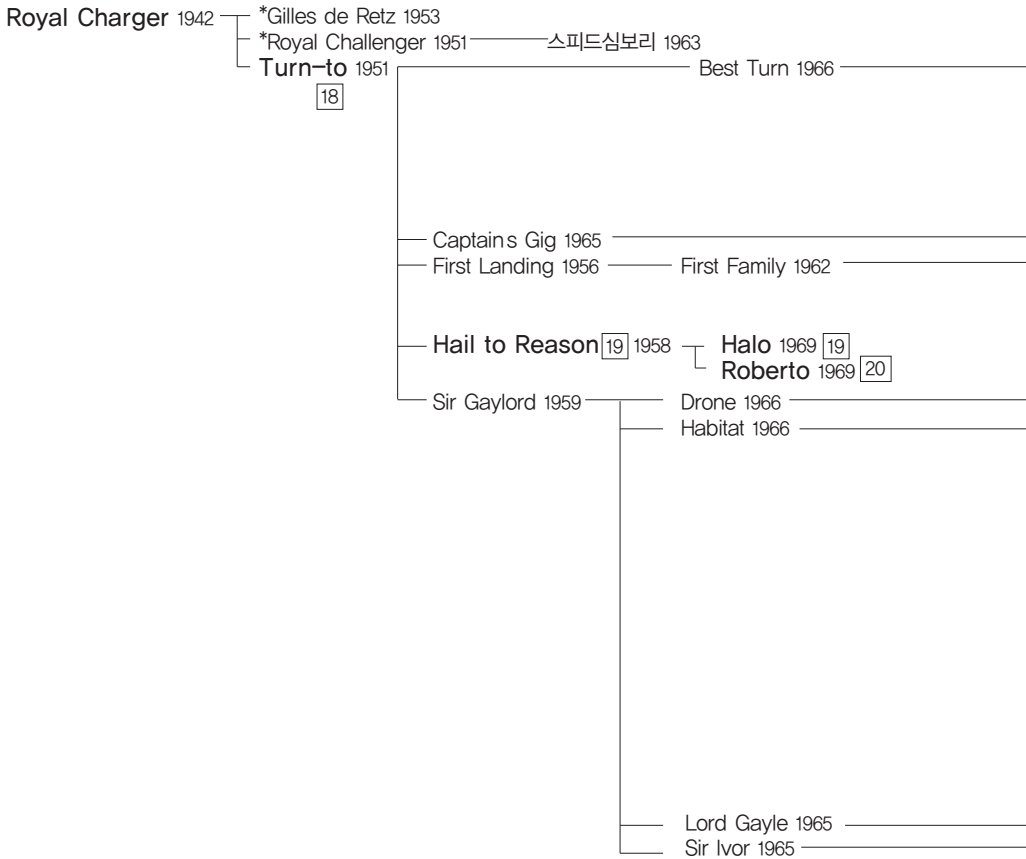 Royal Charger 1942 *Gilles de Retz 1953
*Royal Challenger 1951 스피드심보리 1963
Turn-to 1951 Best Turn 1966
18
Captains Gig 1965
First Landing 1956 First Family 1962
Hail to Reason 19 1958 Halo 1969 19
Roberto 1969 20
Sir Gaylord 1959 Drone 1966
Habitat 1966
Lord Gayle 1965
Sir Ivor 1965